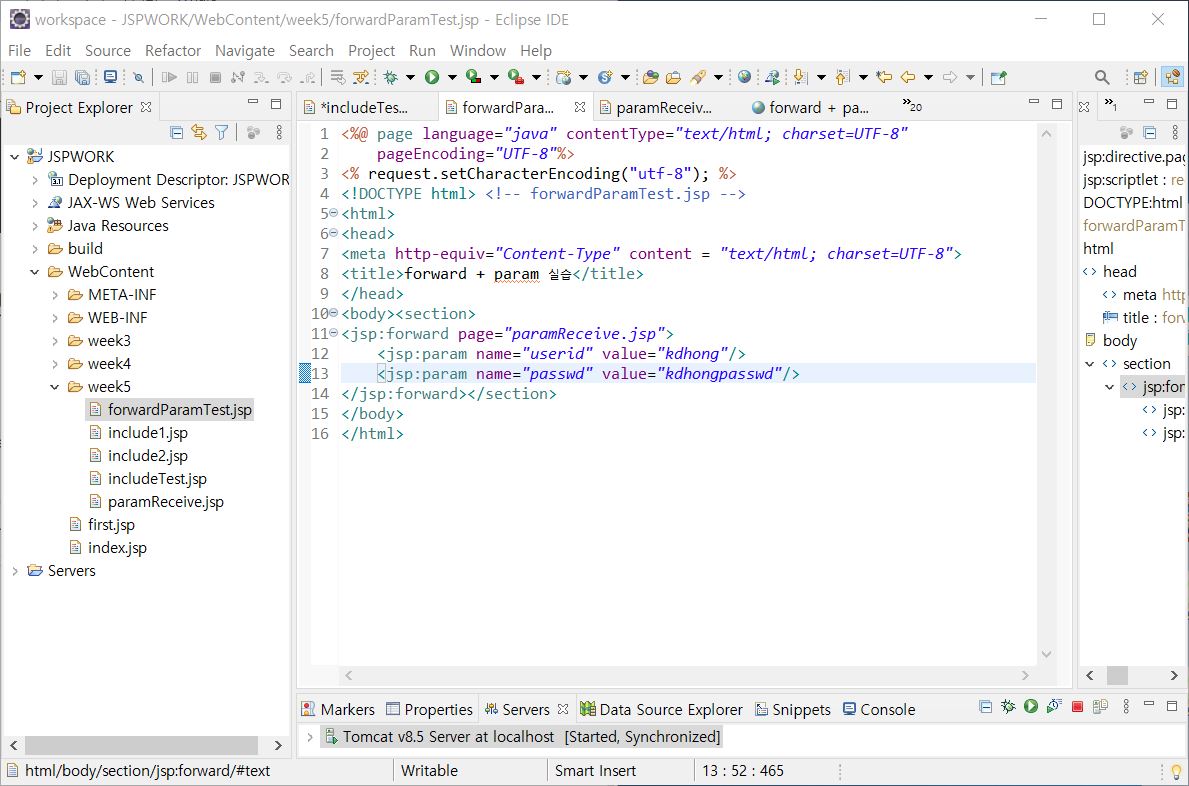 workspace - JSPWORK/WebContent/week5/forwardParamTest.jsp - Eclipse IDE
File Edit Source Refactor Navigate Search Project Run Window Help
Project Explorer
JSPWORK
Deployment Descriptor: JSPWOR
JAX-WS Web Services
Java Resources
build
WebContent
META-INF
WEB-INF
week3
week4
week5
forwardParamTest.jsp
include1.jsp
include2.jsp
includeTest.jsp
paramReceive.jsp
first.jsp
index.jsp
Servers
*includeTes... forwardPara... paramReceiv... forward + pa... »20
1 <%@ page language="java" contentType="text/html; charset=UTF-8"
2 pageEncoding="UTF-8"%>
3 <% request.setCharacterEncoding("utf-8"); %>
4 <!DOCTYPE html> <!-- forwardParamTest.jsp -->
5 <html>
6 <head>
7 <meta http-equiv="Content-Type" content = "text/html; charset=UTF-8">
8 <title>forward + param 실습</title>
9 </head>
10 <body><section>
11 <jsp:forward page="paramReceive.jsp">
12 <jsp:param name="userid" value="kdhong"/>
13 <jsp:param name="passwd" value="kdhongpasswd"/>
14 </jsp:forward></section>
15 </body>
16 </html>
»1
jsp:directive.pag
jsp:scriptlet : re
DOCTYPE:html
forwardParamT
html
head
meta http
title : forw
body
section
jsp:for
jsp:
jsp:
Markers Properties Servers Data Source Explorer Snippets Console
Tomcat v8.5 Server at localhost [Started, Synchronized]
html/body/section/jsp:forward/#text Writable Smart Insert 13 : 52 : 465